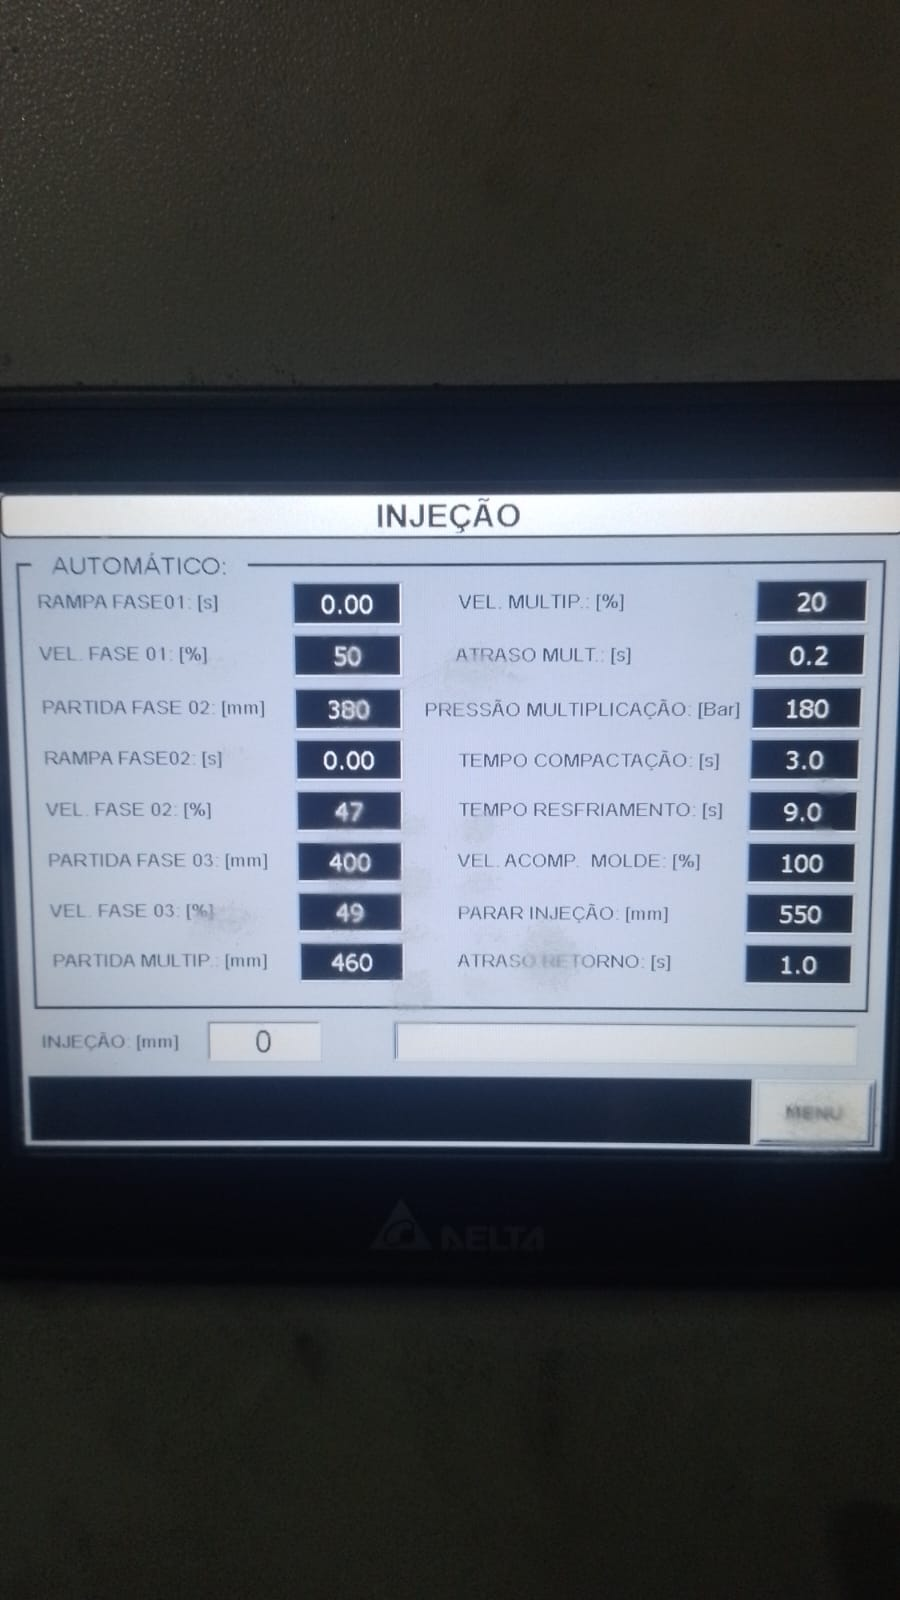 INJEÇÃO
AUTOMÁTICO:
RAMPA FASE01: [s] 0.00 VEL. MULTIP.: [%] 20
VEL. FASE 01: [%] 50 ATRASO MULT.: [s] 0.2
PARTIDA FASE 02: [mm] 380 PRESSÃO MULTIPLICAÇÃO: [Bar] 180
RAMPA FASE02: [s] 0.00 TEMPO COMPACTAÇÃO: [s] 3.0
VEL. FASE 02: [%] 47 TEMPO RESFRIAMENTO: [s] 9.0
PARTIDA FASE 03: [mm] 400 VEL. ACOMP. MOLDE: [%] 100
VEL. FASE 03: [%] 49 PARAR INJEÇÃO: [mm] 550
PARTIDA MULTIP.: [mm] 460 ATRASO RETORNO: [s] 1.0
INJEÇÃO: [mm] 0
MENU
DELTA